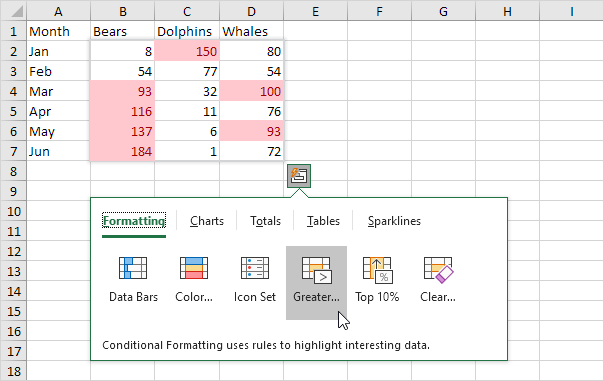 A B C D E F G H I
1 Month Bears Dolphins Whales
2 Jan 8 150 80
3 Feb 54 77 54
4 Mar 93 32 100
5 Apr 116 11 76
6 May 137 6 93
7 Jun 184 1 72
8
9
10
11
12
13
14
15
16
17
18
Formatting Charts Totals Tables Sparklines
Data Bars Color... Icon Set Greater... Top 10% Clear...
Conditional Formatting uses rules to highlight interesting data.